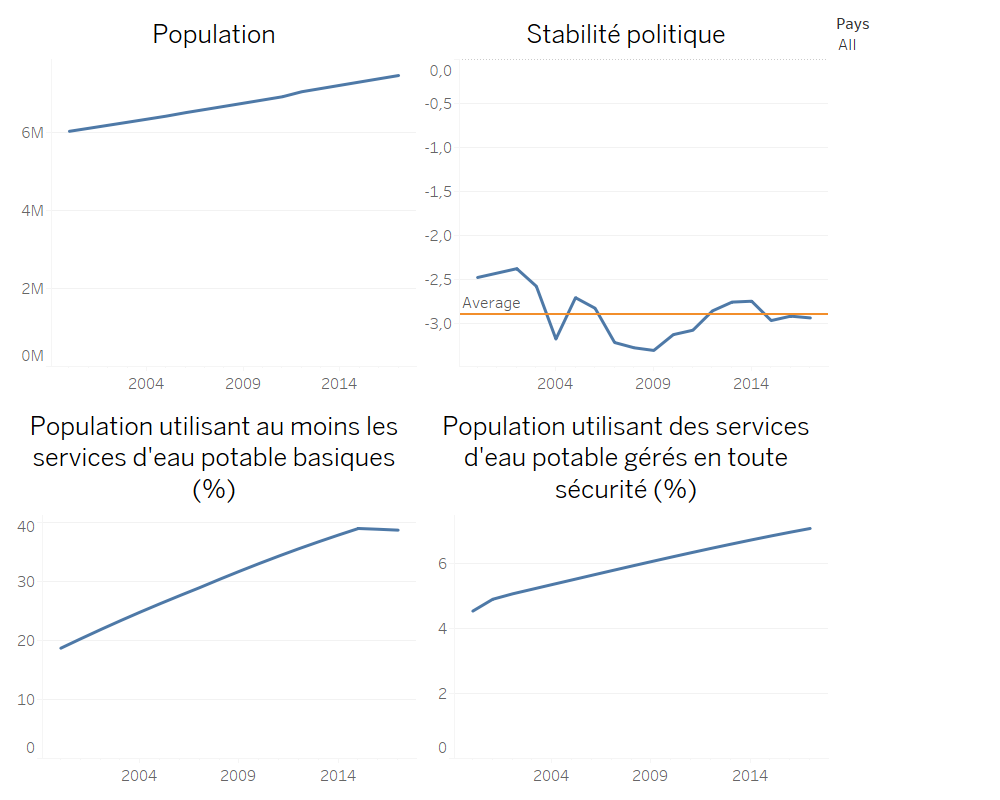 Population
6M
4M
2M
0M
2004 2009 2014
Stabilité politique
0,0
-0,5
-1,0
-1,5
-2,0
-2,5
Average
-3,0
2004 2009 2014
Pays
All
Population utilisant au moins les
services d'eau potable basiques
(%)
40
30
20
10
0
2004 2009 2014
Population utilisant des services
d'eau potable gérés en toute
sécurité (%)
6
4
2
0
2004 2009 2014